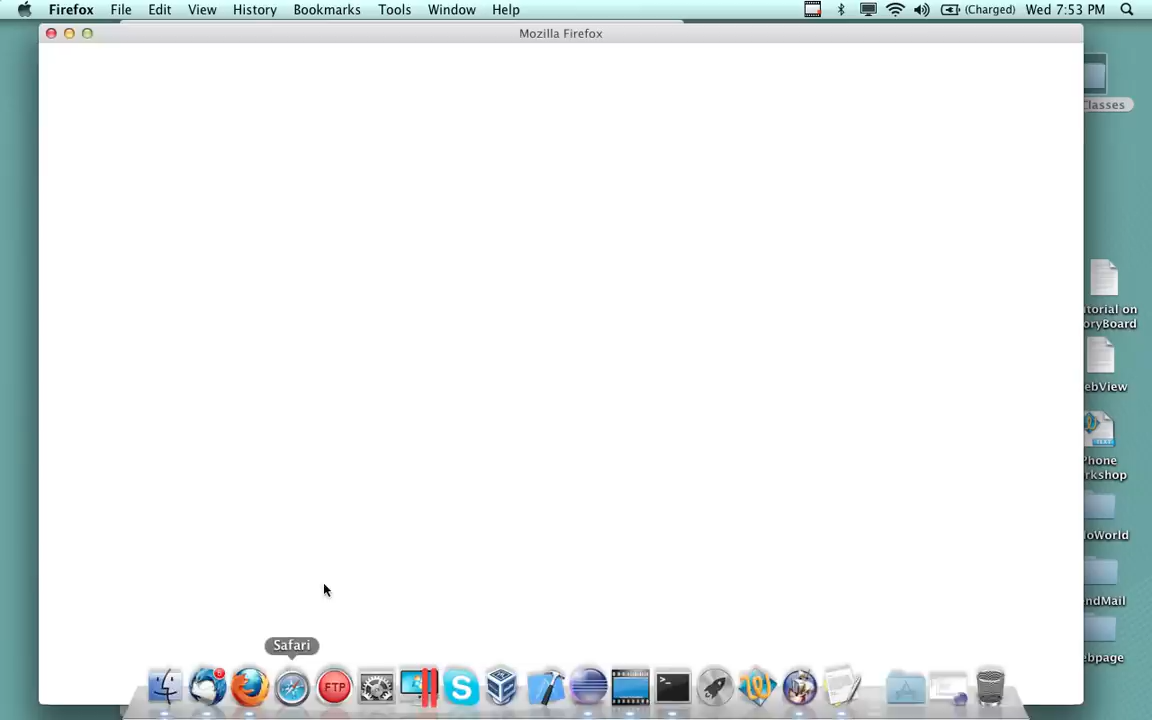 Firefox File Edit View History Bookmarks Tools Window Help (Charged) Wed 7:53 PM
Mozilla Firefox
Classes
torial on
oryBoard
ebView
TEXT
Phone
rkshop
loWorld
ndMail
ebpage
Safari
FTP